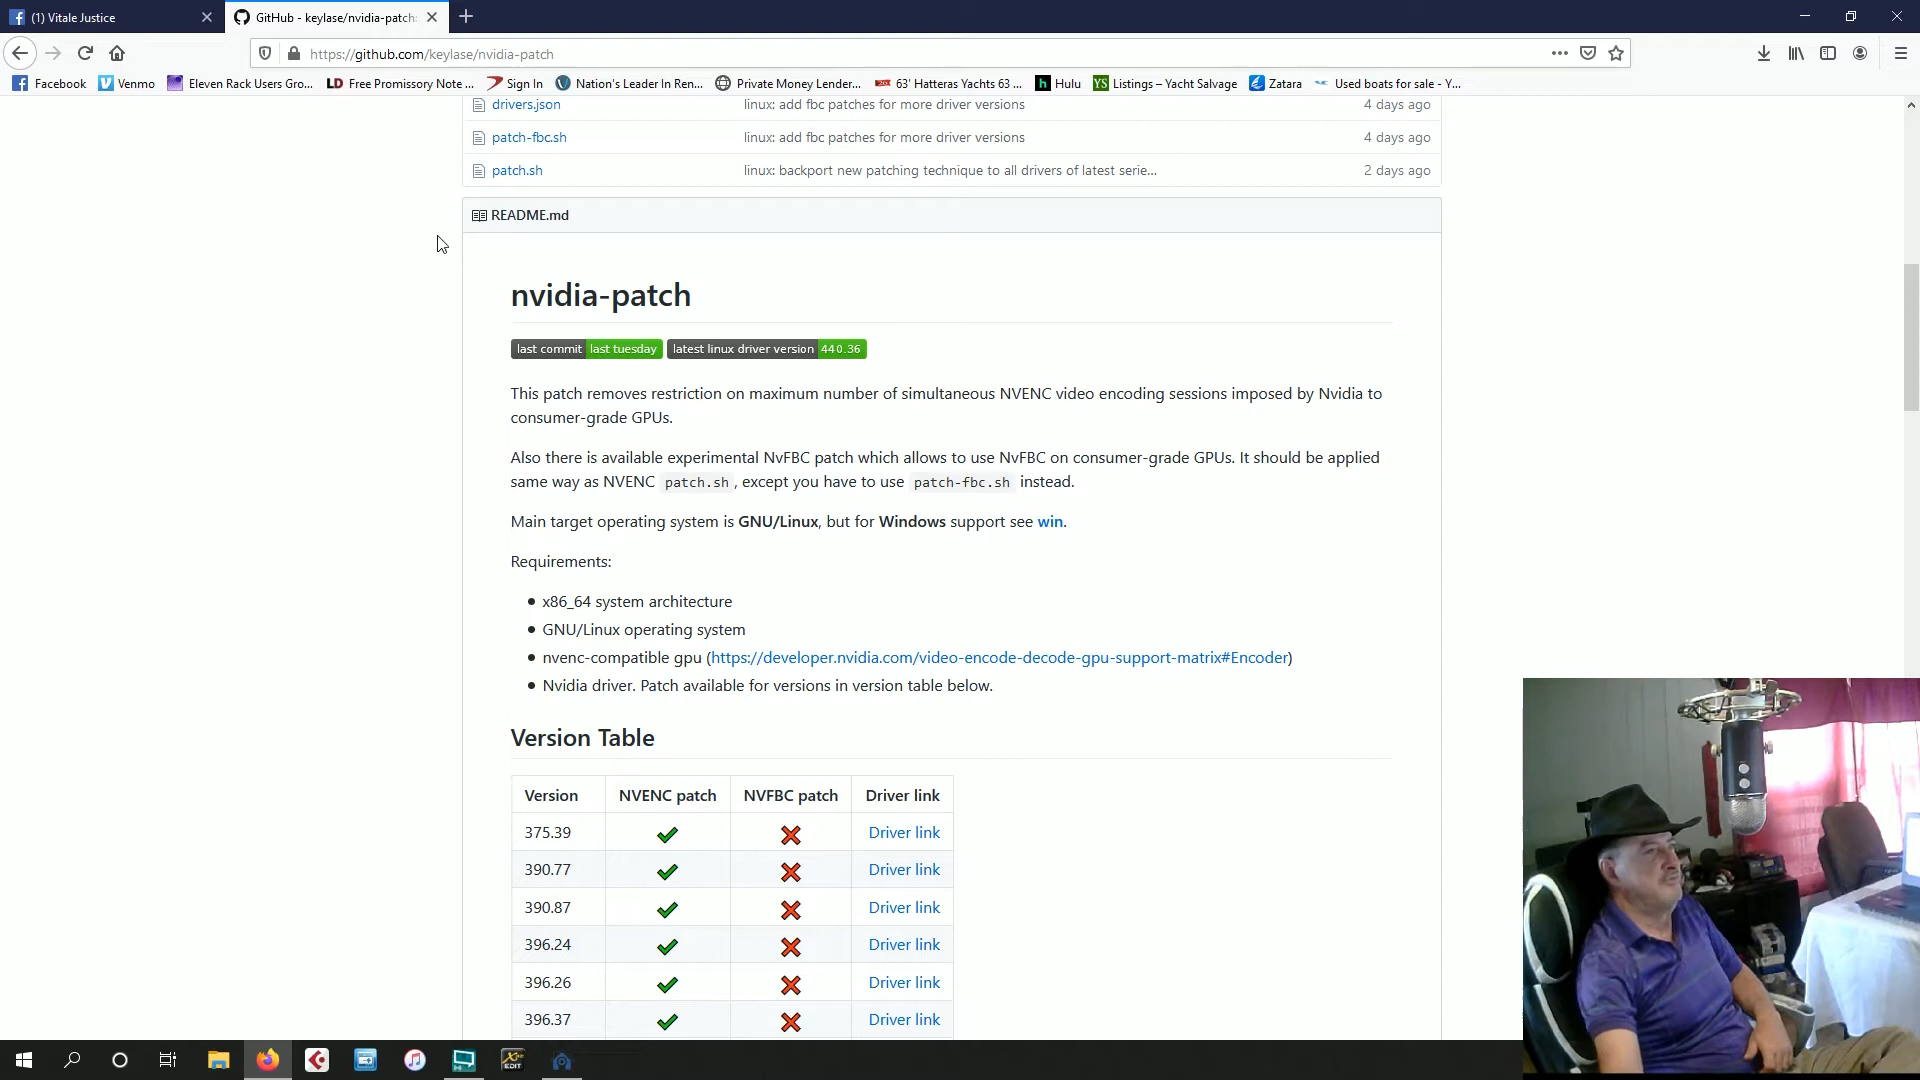 (1) Vitale Justice
GitHub - keylase/nvidia-patch:
https://github.com/keylase/nvidia-patch
Facebook
Venmo
Eleven Rack Users Gro...
LD Free Promissory Note ...
Sign In
Nation's Leader In Ren...
Private Money Lender...
63' Hatteras Yachts 63 ...
h Hulu
YS Listings – Yacht Salvage
Zatara
Used boats for sale - Y...
drivers.json linux: add fbc patches for more driver versions 4 days ago
patch-fbc.sh linux: add fbc patches for more driver versions 4 days ago
patch.sh linux: backport new patching technique to all drivers of latest serie... 2 days ago
README.md
nvidia-patch
last commit last tuesday latest linux driver version 440.36
This patch removes restriction on maximum number of simultaneous NVENC video encoding sessions imposed by Nvidia to
consumer-grade GPUs.
Also there is available experimental NvFBC patch which allows to use NvFBC on consumer-grade GPUs. It should be applied
same way as NVENC patch.sh , except you have to use patch-fbc.sh instead.
Main target operating system is GNU/Linux, but for Windows support see win.
Requirements:
x86_64 system architecture
GNU/Linux operating system
nvenc-compatible gpu (https://developer.nvidia.com/video-encode-decode-gpu-support-matrix#Encoder)
Nvidia driver. Patch available for versions in version table below.
Version Table
Version NVENC patch NVFBC patch Driver link
375.39 Driver link
390.77 Driver link
390.87 Driver link
396.24 Driver link
396.26 Driver link
396.37 Driver link
EDIT